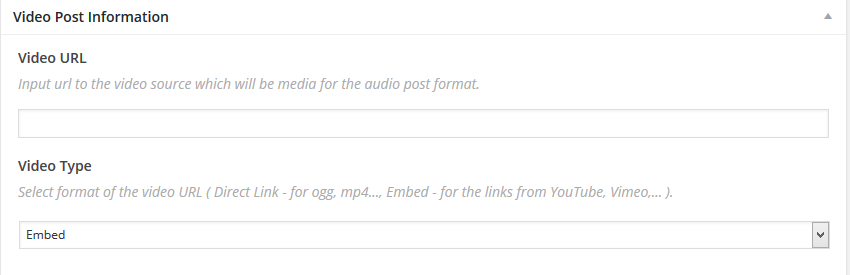 Video Post Information
Video URL
Input url to the video source which will be media for the audio post format.
Video Type
Select format of the video URL ( Direct Link - for ogg, mp4..., Embed - for the links from YouTube, Vimeo,... ).
Embed